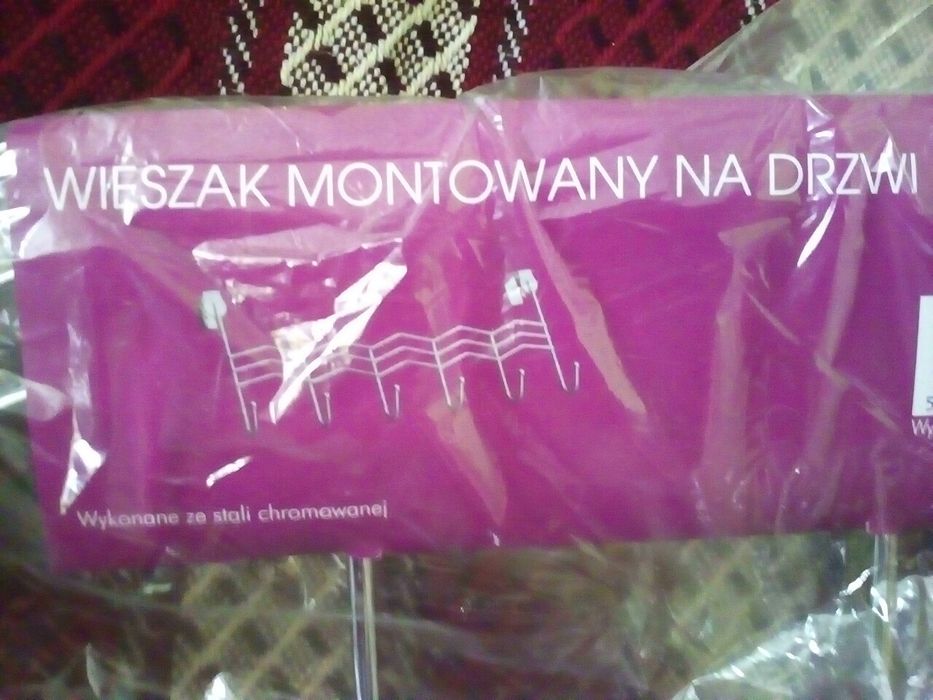 WIESZAK MONTOWANY NA DRZWI
Wykonane ze stali chromowanej